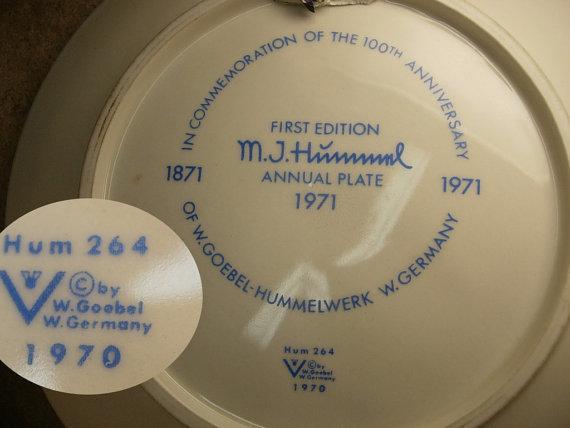 IN COMMEMORATION OF THE 100TH ANNIVERSARY
FIRST EDITION
M.J.Hummel
ANNUAL PLATE
1971
1871
1971
OF W. GOEBEL-HUMMELWERK W. GERMANY
Hum 264
© by
W. Goebel
W. Germany
1970
Hum 264
© by
W. Goebel
W. Germany
1970